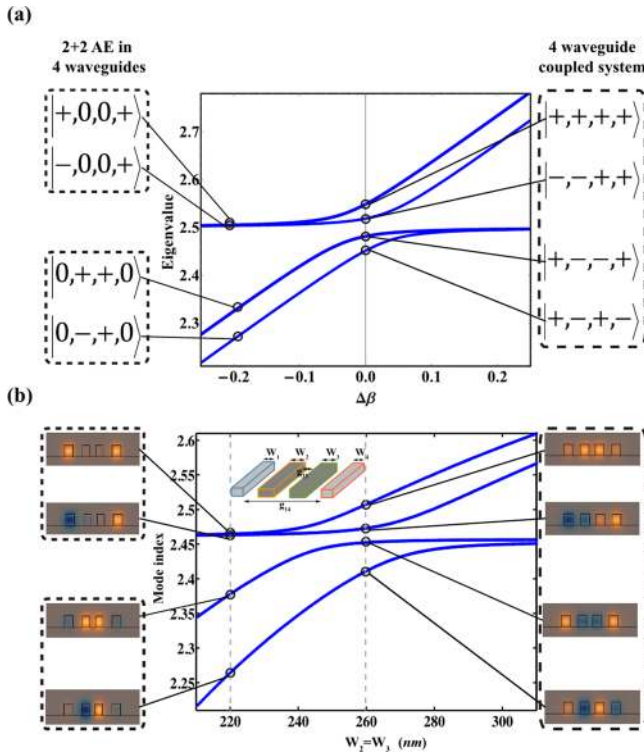 (a)
2+2 AE in
4 waveguides
4 waveguide
coupled system
|+,0,0,+⟩
|−,0,0,+⟩
|0,+,+,0⟩
|0,−,+,0⟩
Eigenvalue
2.7
2.6
2.5
2.4
2.3
−0.2
−0.1
0.0
0.1
0.2
Δβ
|+,+,+,+⟩
|−,−,+,+⟩
|+,−,−,+⟩
|+,−,+,−⟩
(b)
Mode index
2.6
2.55
2.5
2.45
2.4
2.35
2.3
2.25
W₁
W₂
W₃
g₁₄
220
240
260
280
300
W₂=W₃ (nm)